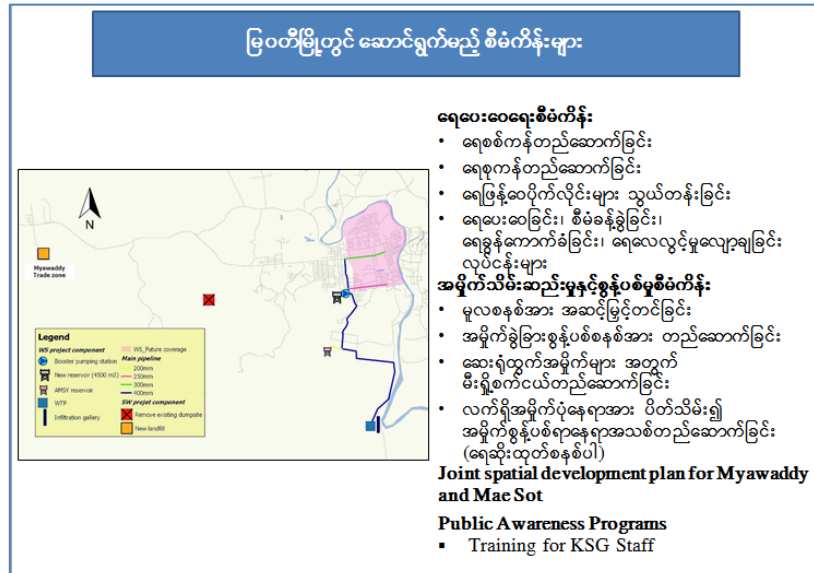 မြဝတီမြို့တွင် ဆောင်ရွက်မည့် စီမံကိန်းများ
N
Myawaddy
Trade zone
Legend
WS project component
Booster pumping station
New reservoir (4500 m3)
AMSY reservoir
WTP
Infiltration gallery
WS_Future coverage
Main pipeline
200mm
250mm
300mm
400mm
SW projet component
Remove existing dumpsite
New landfill
ရေပေးဝေရေးစီမံကိန်း
• ရေစစ်ကန်တည်ဆောက်ခြင်း
• ရေစုကန်တည်ဆောက်ခြင်း
• ရေဖြန့်ဝေပိုက်လိုင်းများ သွယ်တန်းခြင်း
• ရေပေးဝေခြင်း၊ စီမံခန့်ခွဲခြင်း၊
ရေခွန်ကောက်ခံခြင်း၊ ရေလေလွင့်မှုလျော့ချခြင်း
လုပ်ငန်းများ
အမှိုက်သိမ်းဆည်းမှုနှင့်စွန့်ပစ်မှုစီမံကိန်း
• မူလစနစ်အား အဆင့်မြှင့်တင်ခြင်း
• အမှိုက်ခွဲခြားစွန့်ပစ်စနစ်အား တည်ဆောက်ခြင်း
• ဆေးရုံထွက်အမှိုက်များ အတွက်
မီးရှို့စက်ငယ်တည်ဆောက်ခြင်း
• လက်ရှိအမှိုက်ပုံနေရာအား ပိတ်သိမ်း၍
အမှိုက်စွန့်ပစ်ရာနေရာအသစ်တည်ဆောက်ခြင်း
(ရေဆိုးထုတ်စနစ်ပါ)
Joint spatial development plan for Myawaddy
and Mae Sot
Public Awareness Programs
▪ Training for KSG Staff